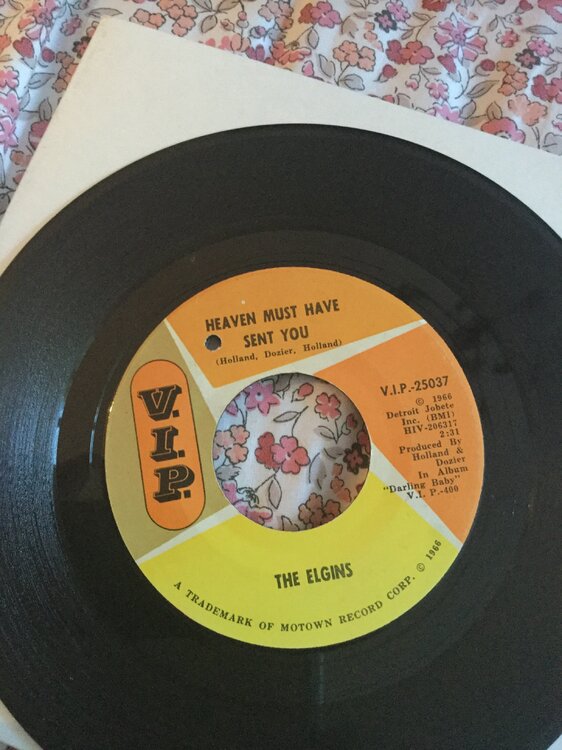 HEAVEN MUST HAVE
SENT YOU
(Holland, Dozier, Holland)
V.I.P.
V.I.P.-25037
© 1966
Detroit Jobete
Inc. (BMI)
HIV-206317
2:31
Produced By
Holland &
Dozier
In Album
"Darling Baby"
V.I. P.-400
THE ELGINS
A TRADEMARK OF MOTOWN RECORD CORP. © 1966